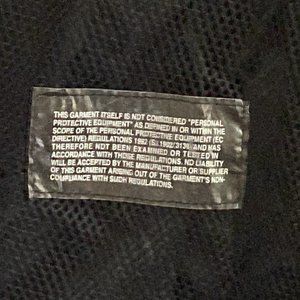 THIS GARMENT ITSELF IS NOT CONSIDERED "PERSONAL
PROTECTIVE EQUIPMENT" AS DEFINED IN OR WITHIN THE
SCOPE OF THE PERSONAL PROTECTIVE EQUIPMENT (EC
DIRECTIVE) REGULATIONS 1992 (S.I.1992/3139) AND HAS
THEREFORE NOT BEEN EXAMINED OR TESTED IN
ACCORDANCE WITH THOSE REGULATIONS. NO LIABILITY
WILL BE ACCEPTED BY THE MANUFACTURER OR SUPPLIER
OF THIS GARMENT ARISING OUT OF THE GARMENT'S NON-
COMPLIANCE WITH SUCH REGULATIONS.